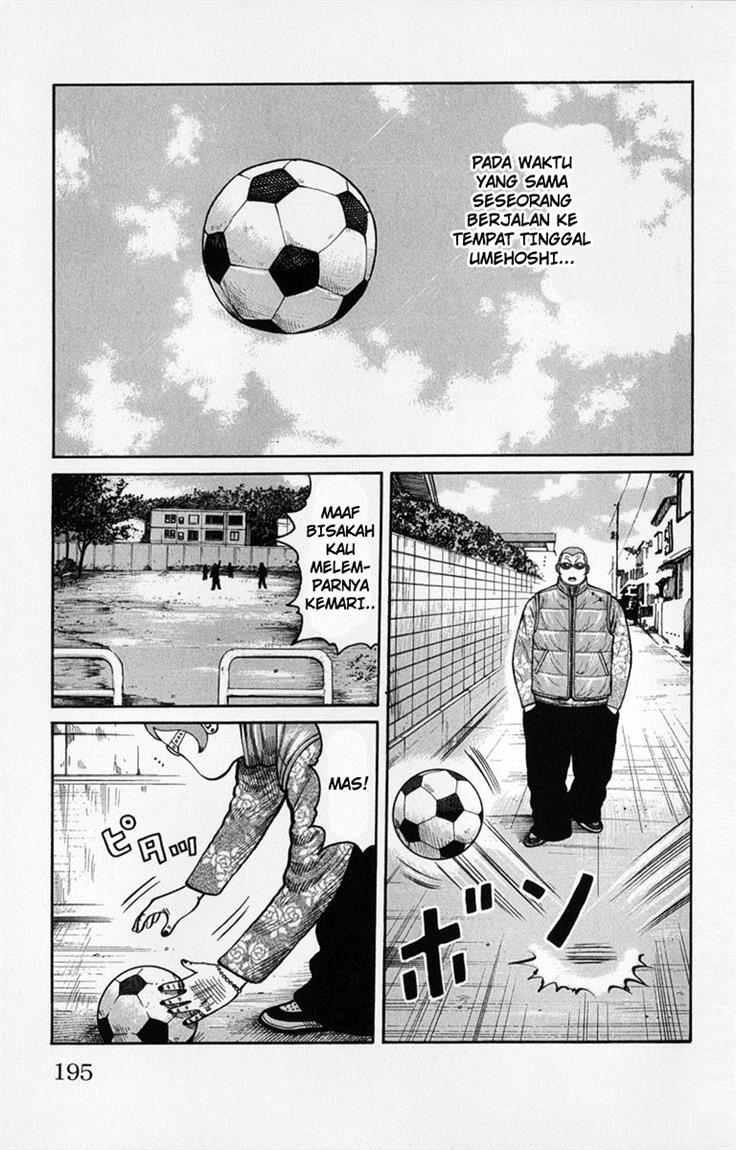 PADA WAKTU
YANG SAMA
SESEORANG
BERJALAN KE
TEMPAT TINGGAL
UMEHOSHI...
ボン
MAAF
BISAKAH
KAU
MELEM-
PARNYA
KEMARI..
MAS!
ピタッ
195